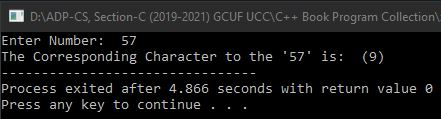 D:\ADP-CS, Section-C (2019-2021) GCUF UCC\C++ Book Program Collection\
Enter Number:  57
The Corresponding Character to the '57' is:  (9)
--------------------------------
Process exited after 4.866 seconds with return value 0
Press any key to continue . . .